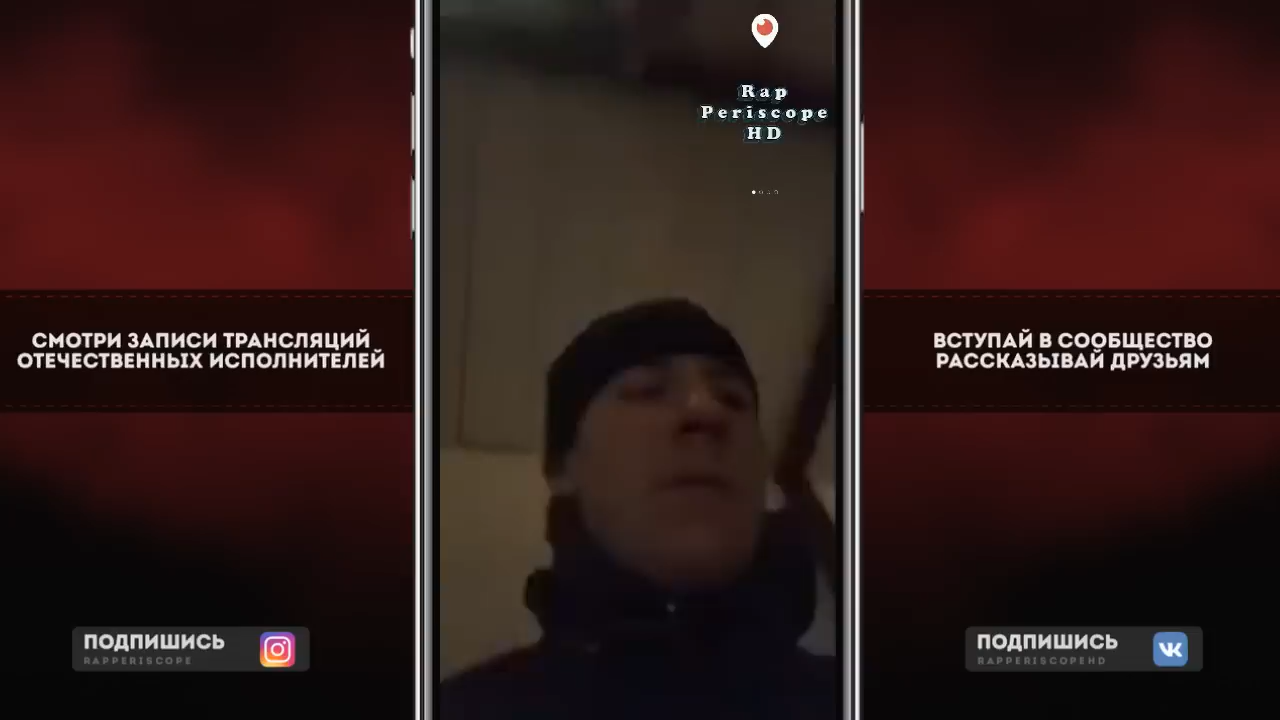 Rap
Periscope
HD
СМОТРИ ЗАПИСИ ТРАНСЛЯЦИЙ
ОТЕЧЕСТВЕННЫХ ИСПОЛНИТЕЛЕЙ
ВСТУПАЙ В СООБЩЕСТВО
РАССКАЗЫВАЙ ДРУЗЬЯМ
ПОДПИШИСЬ
RAPPERISCOPE
ПОДПИШИСЬ
RAPPERISCOPEHD